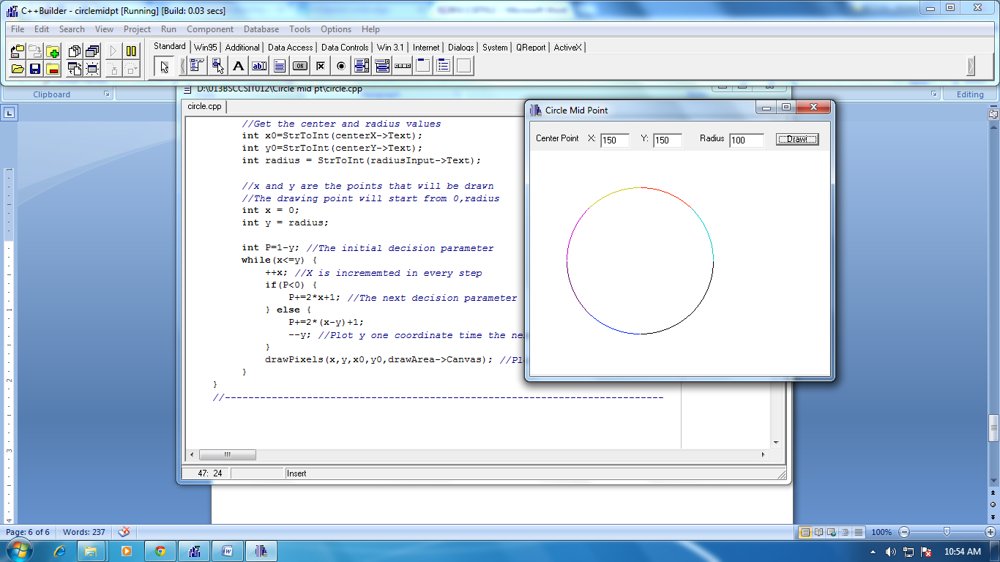 C++Builder - circlemidpt [Running] [Build: 0.03 secs]
File Edit Search View Project Run Component Database Tools Options Help
Standard Win95 Additional Data Access Data Controls Win 3.1 Internet Dialogs System QReport ActiveX
Clipboard
Editing
D:\013BSCCSIT012\Circle mid pt\circle.cpp
circle.cpp
//Get the center and radius values
int x0=StrToInt(centerX->Text);
int y0=StrToInt(centerY->Text);
int radius = StrToInt(radiusInput->Text);
//x and y are the points that will be drawn
//The drawing point will start from 0,radius
int x = 0;
int y = radius;
int P=1-y; //The initial decision parameter
while(x<=y) {
++x; //X is incrememted in every step
if(P<0) {
P+=2*x+1; //The next decision parameter
} else {
P+=2*(x-y)+1;
--y; //Plot y one coordinate time the ne
}
drawPixels(x,y,x0,y0,drawArea->Canvas); //Pl
}
}
//---------------------------------------------------------------------------
47: 24 Insert
Circle Mid Point
Center Point X: 150 Y: 150 Radius 100 Draw!
Page: 6 of 6 Words: 237 100%
10:54 AM